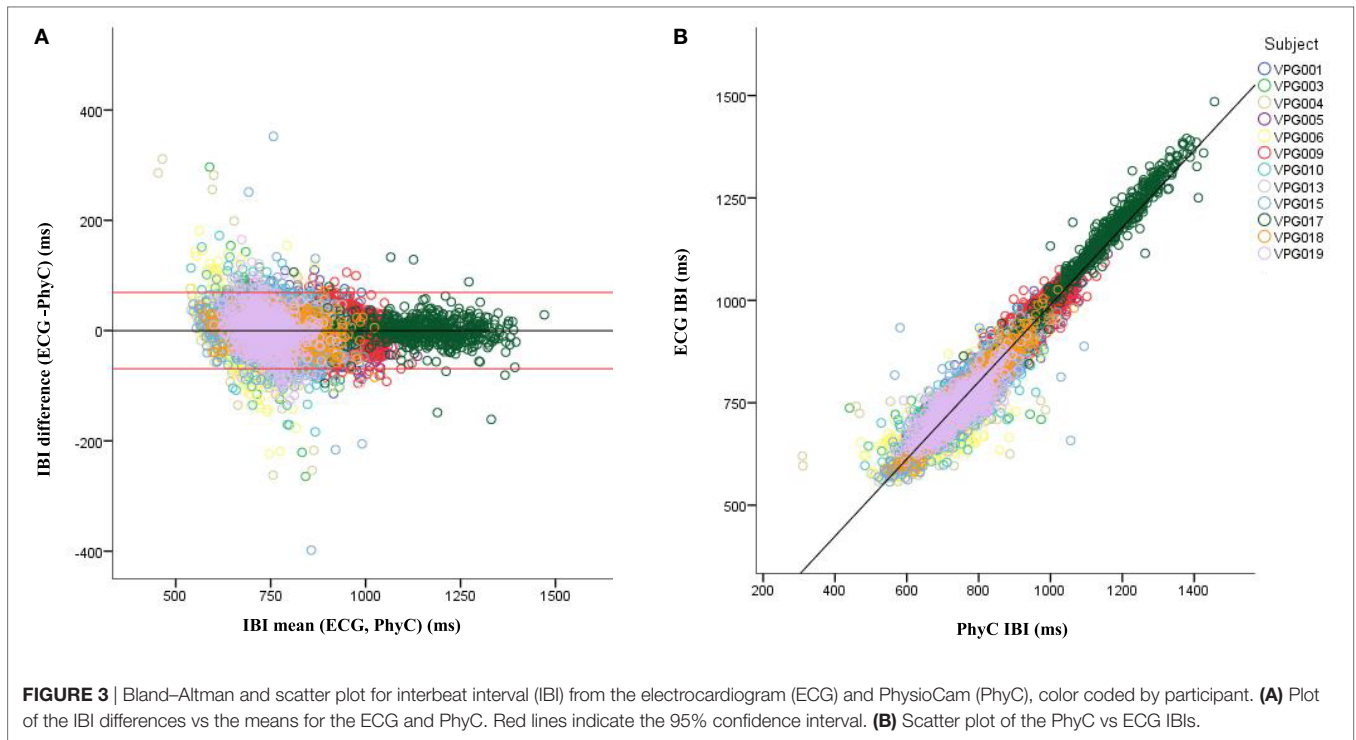 A
IBI difference (ECG -PhyC) (ms)
400
200
0
-200
-400
500 750 1000 1250 1500
IBI mean (ECG, PhyC) (ms)
B
ECG IBI (ms)
1500
1250
1000
750
500
200 400 600 800 1000 1200 1400
PhyC IBI (ms)
Subject
VPG001
VPG003
VPG004
VPG005
VPG006
VPG009
VPG010
VPG013
VPG015
VPG017
VPG018
VPG019
FIGURE 3 | Bland–Altman and scatter plot for interbeat interval (IBI) from the electrocardiogram (ECG) and PhysioCam (PhyC), color coded by participant. (A) Plot
of the IBI differences vs the means for the ECG and PhyC. Red lines indicate the 95% confidence interval. (B) Scatter plot of the PhyC vs ECG IBIs.